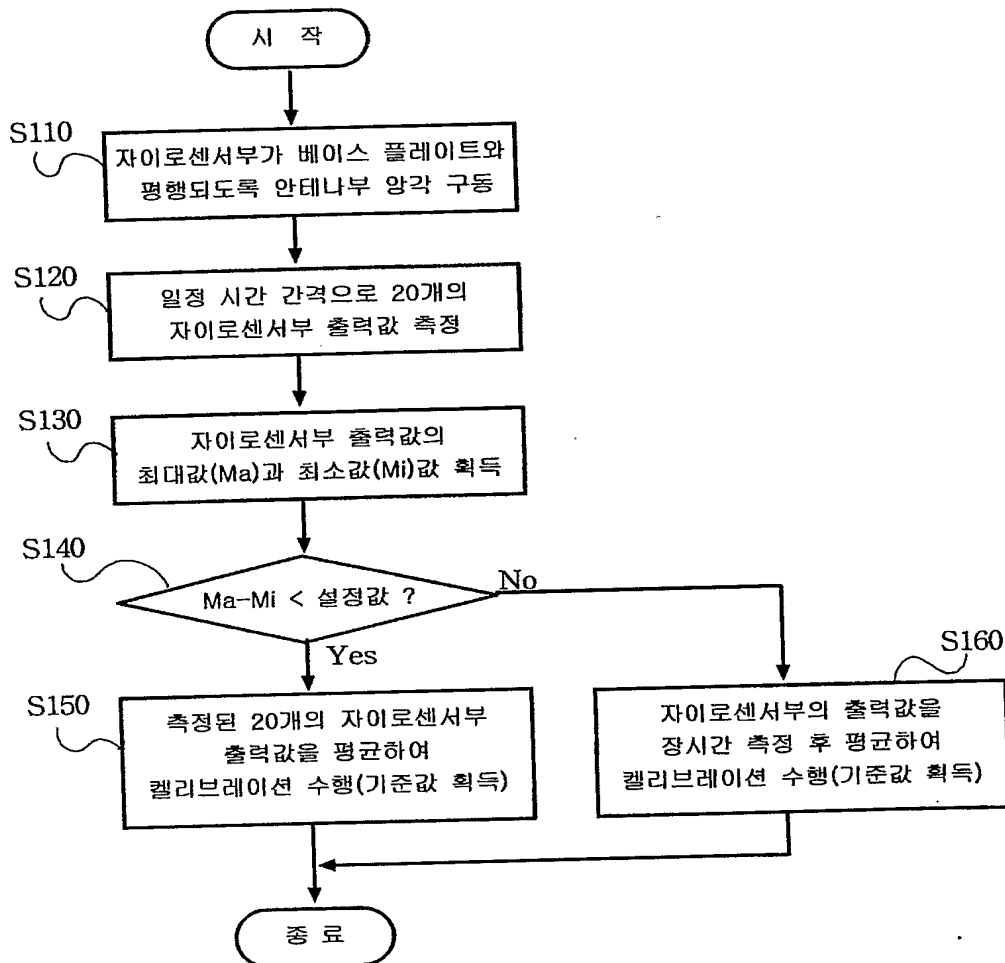 시 작
S110
자이로센서부가 베이스 플레이트와
평행되도록 안테나부 앙각 구동
S120
일정 시간 간격으로 20개의
자이로센서부 출력값 측정
S130
자이로센서부 출력값의
최대값(Ma)과 최소값(Mi)값 획득
S140
Ma-Mi < 설정값 ?
No
Yes
S150
측정된 20개의 자이로센서부
출력값을 평균하여
켈리브레이션 수행(기준값 획득)
S160
자이로센서부의 출력값을
장시간 측정 후 평균하여
켈리브레이션 수행(기준값 획득)
종 료